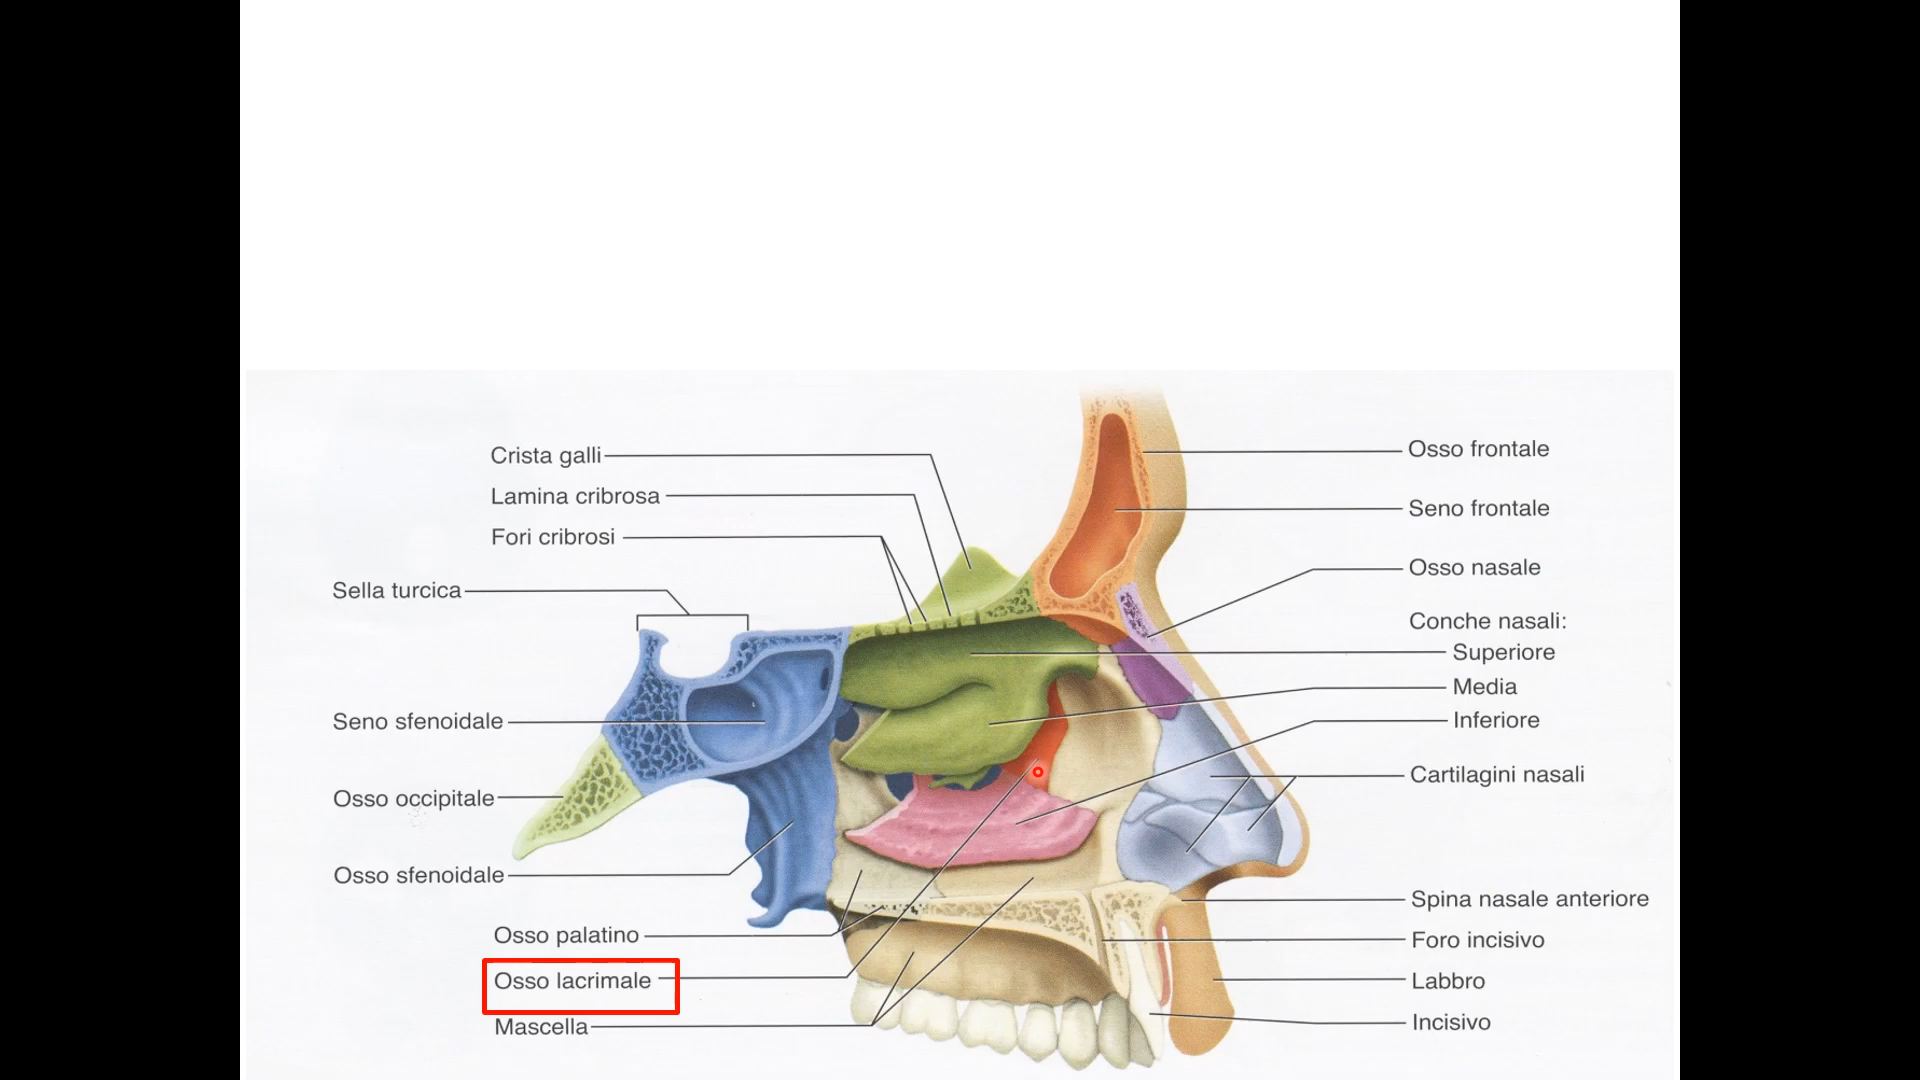 Crista galli
Lamina cribrosa
Fori cribrosi
Sella turcica
Seno sfenoidale
Osso occipitale
Osso sfenoidale
Osso palatino
Osso lacrimale
Mascella
Osso frontale
Seno frontale
Osso nasale
Conche nasali:
Superiore
Media
Inferiore
Cartilagini nasali
Spina nasale anteriore
Foro incisivo
Labbro
Incisivo